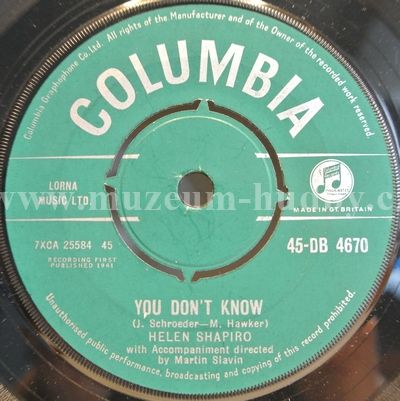 Columbia Graphophone Co. Ltd. All rights of the Manufacturer and of the Owner of the recorded work reserved.
COLUMBIA
LORNA
MUSIC LTD.
www.muzeum-hudby.cz
MADE IN GT. BRITAIN
7XCA 25584 45
45-DB 4670
RECORDING FIRST
PUBLISHED 1961
YOU DON'T KNOW
(J. Schroeder—M. Hawker)
HELEN SHAPIRO
with Accompaniment directed
by Martin Slavin
Unauthorised public performance, broadcasting and copying of this record prohibited.